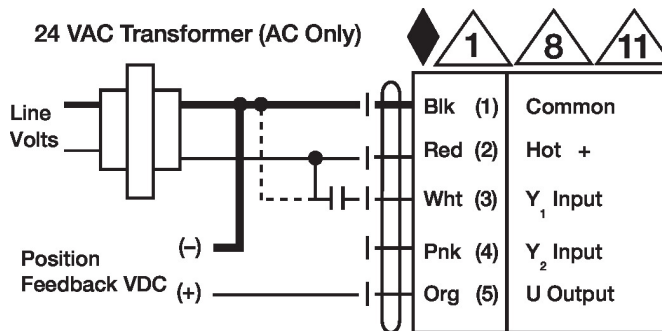 24 VAC Transformer (AC Only)
1
8
11
Line
Volts
Blk (1) Common
Red (2) Hot +
Wht (3) Y₁ Input
Pnk (4) Y₂ Input
Org (5) U Output
(–)
Position
Feedback VDC (+)